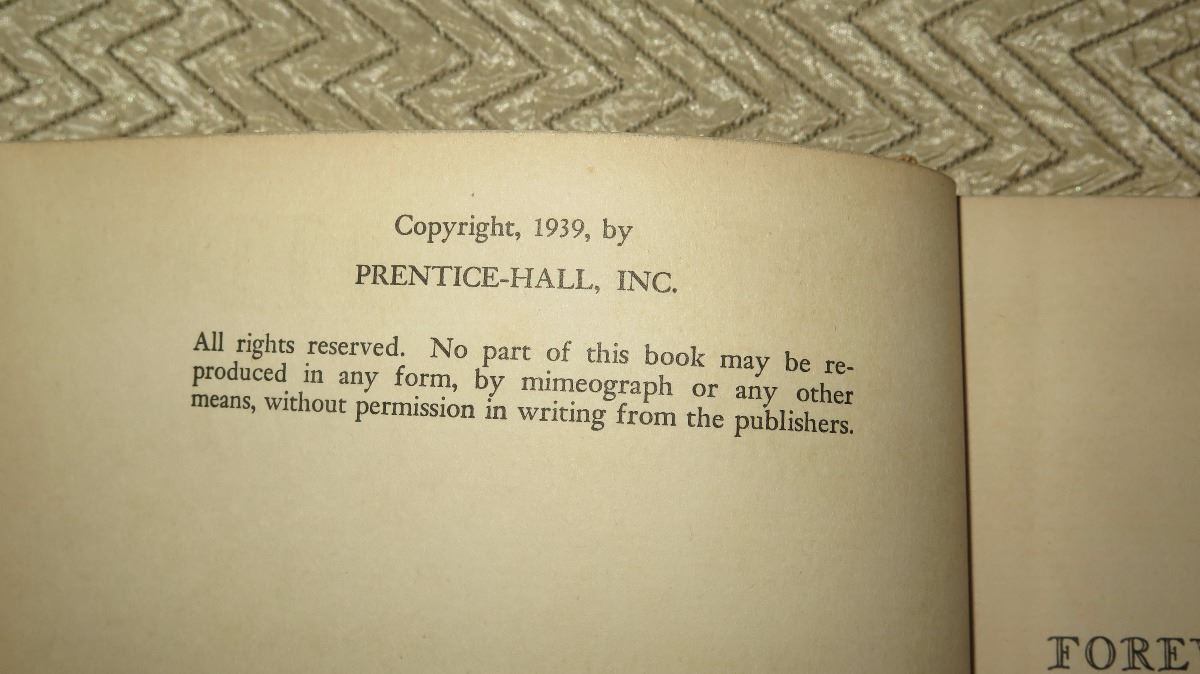 Copyright, 1939, by
PRENTICE-HALL, INC.
All rights reserved. No part of this book may be re-
produced in any form, by mimeograph or any other
means, without permission in writing from the publishers.